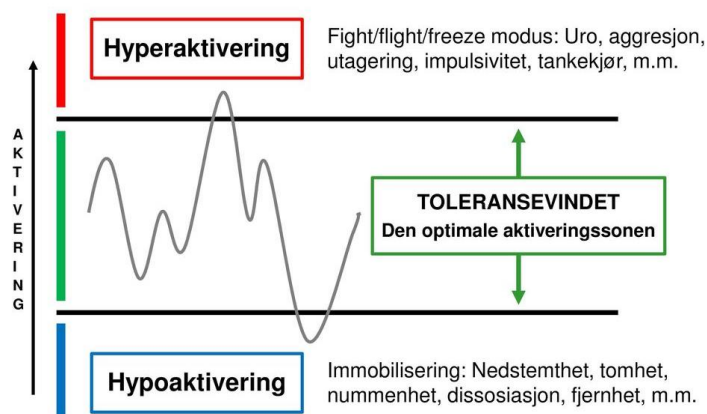 Hyperaktivering
Fight/flight/freeze modus: Uro, aggresjon,
utagering, impulsivitet, tankekjør, m.m.
AKTIVERING
TOLERANSEVINDET
Den optimale aktiveringssonen
Hypoaktivering
Immobilisering: Nedstemthet, tomhet,
nummenhet, dissosiasjon, fjernhet, m.m.